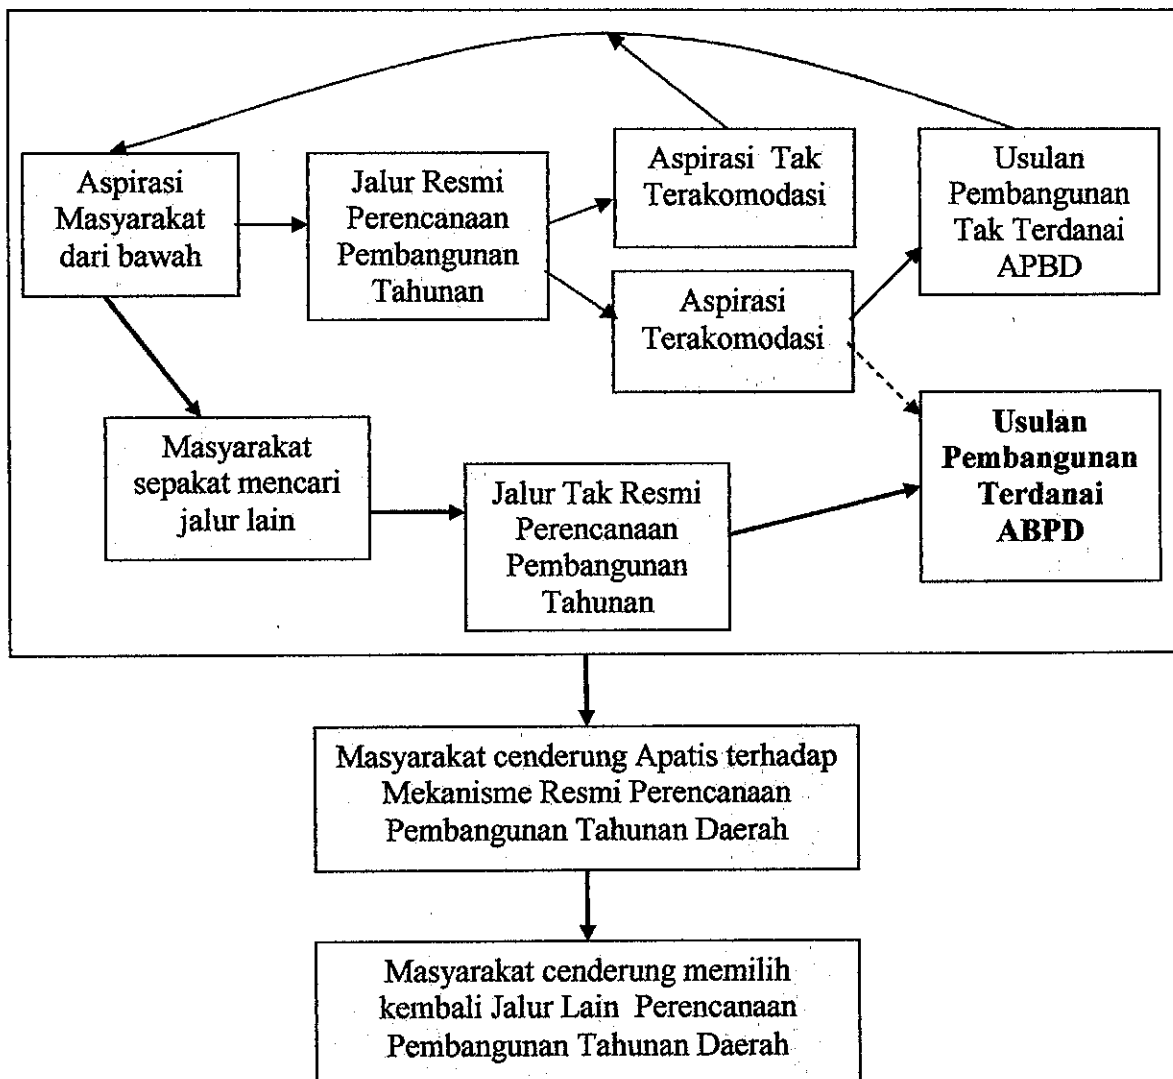 Aspirasi
Masyarakat
dari bawah
Jalur Resmi
Perencanaan
Pembangunan
Tahunan
Aspirasi Tak
Terakomodasi
Usulan
Pembangunan
Tak Terdanai
APBD
Aspirasi
Terakomodasi
Masyarakat
sepakat mencari
jalur lain
Jalur Tak Resmi
Perencanaan
Pembangunan
Tahunan
Usulan
Pembangunan
Terdanai
ABPD
Masyarakat cenderung Apatis terhadap
Mekanisme Resmi Perencanaan
Pembangunan Tahunan Daerah
Masyarakat cenderung memilih
kembali Jalur Lain Perencanaan
Pembangunan Tahunan Daerah